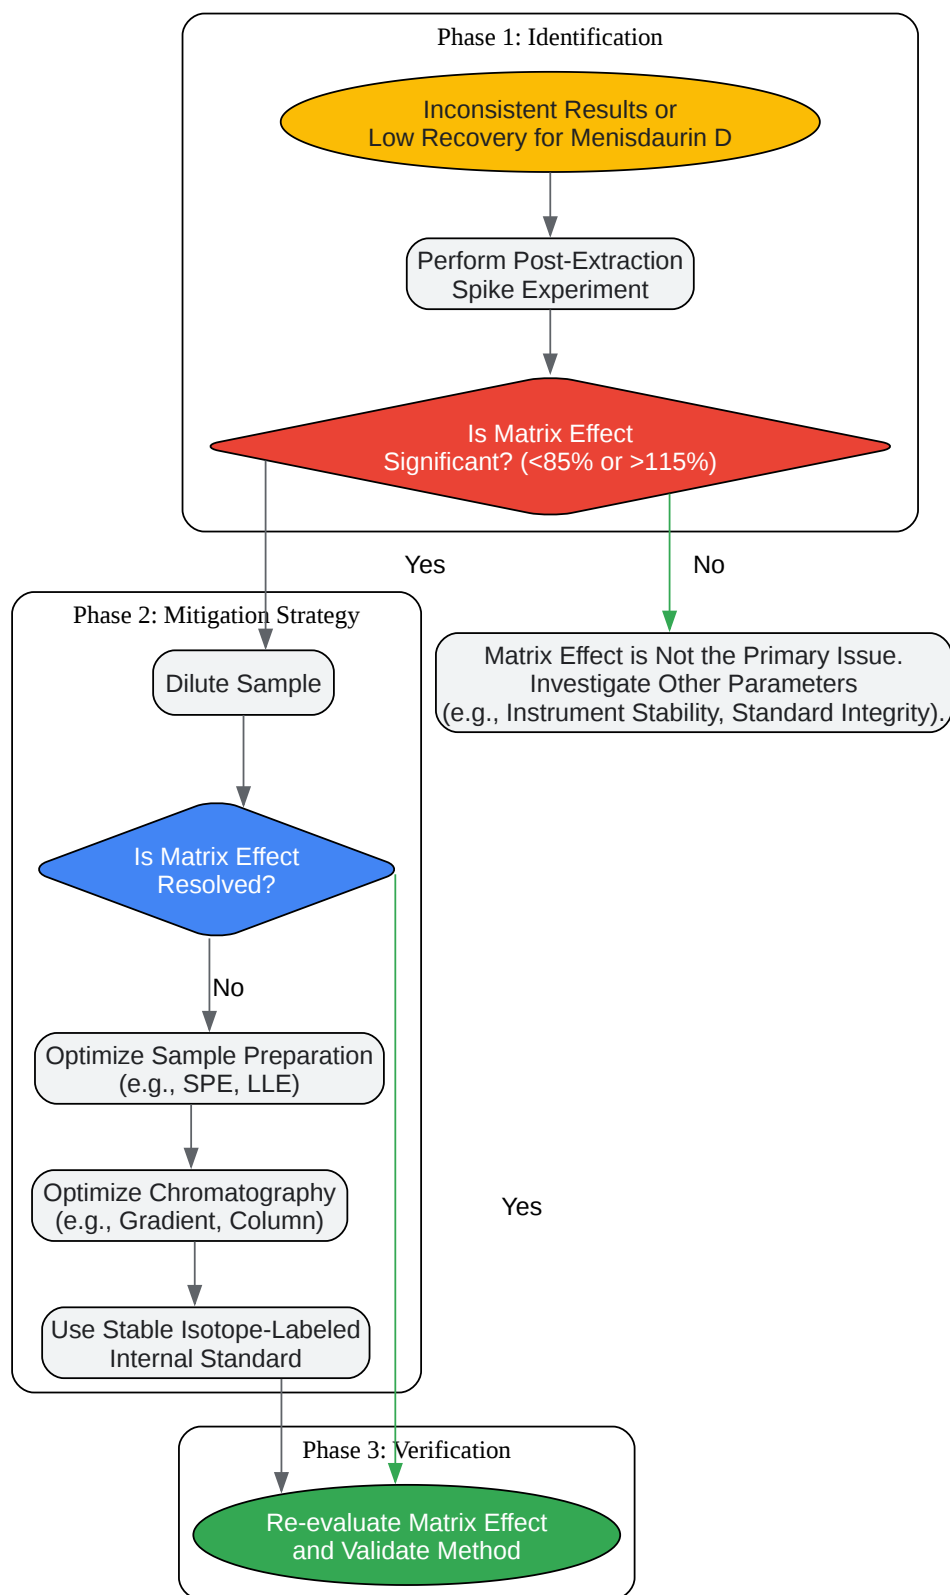 Phase 1: Identification
Inconsistent Results or
Low Recovery for Menisdaurin D
Perform Post-Extraction
Spike Experiment
Is Matrix Effect
Significant? (<85% or >115%)
Yes
No
Phase 2: Mitigation Strategy
Dilute Sample
Matrix Effect is Not the Primary Issue.
Investigate Other Parameters
(e.g., Instrument Stability, Standard Integrity).
Is Matrix Effect
Resolved?
No
Optimize Sample Preparation
(e.g., SPE, LLE)
Optimize Chromatography
(e.g., Gradient, Column)
Yes
Use Stable Isotope-Labeled
Internal Standard
Phase 3: Verification
Re-evaluate Matrix Effect
and Validate Method